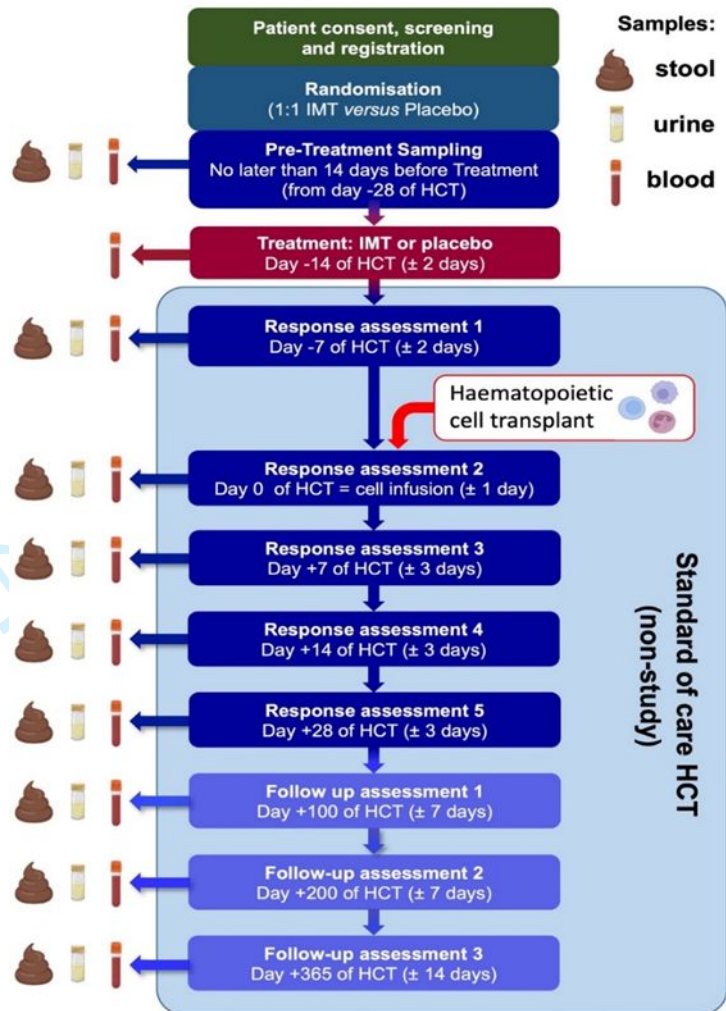 Patient consent, screening
and registration
Samples:
stool
urine
blood
Randomisation
(1:1 IMT versus Placebo)
Pre-Treatment Sampling
No later than 14 days before Treatment
(from day -28 of HCT)
Treatment: IMT or placebo
Day -14 of HCT (± 2 days)
Response assessment 1
Day -7 of HCT (± 2 days)
Haematopoietic
cell transplant
Response assessment 2
Day 0 of HCT = cell infusion (± 1 day)
Response assessment 3
Day +7 of HCT (± 3 days)
Response assessment 4
Day +14 of HCT (± 3 days)
Response assessment 5
Day +28 of HCT (± 3 days)
Follow up assessment 1
Day +100 of HCT (± 7 days)
Follow-up assessment 2
Day +200 of HCT (± 7 days)
Follow-up assessment 3
Day +365 of HCT (± 14 days)
Standard of care HCT
(non-study)